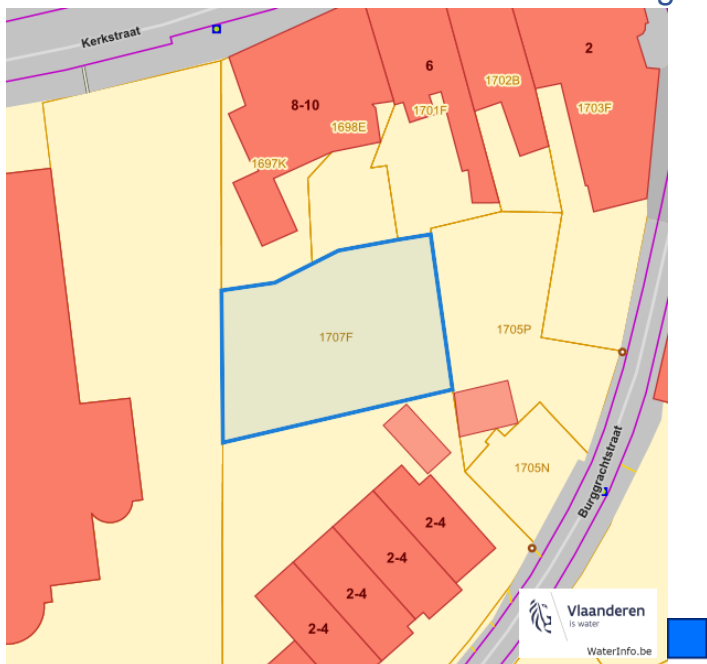 Kerkstraat
6
2
1702B
8-10
1701F
1703F
1698E
1697K
1707F
1705P
1705N
Burggrachtstraat
2-4
2-4
2-4
2-4
Vlaanderen
is water
WaterInfo.be